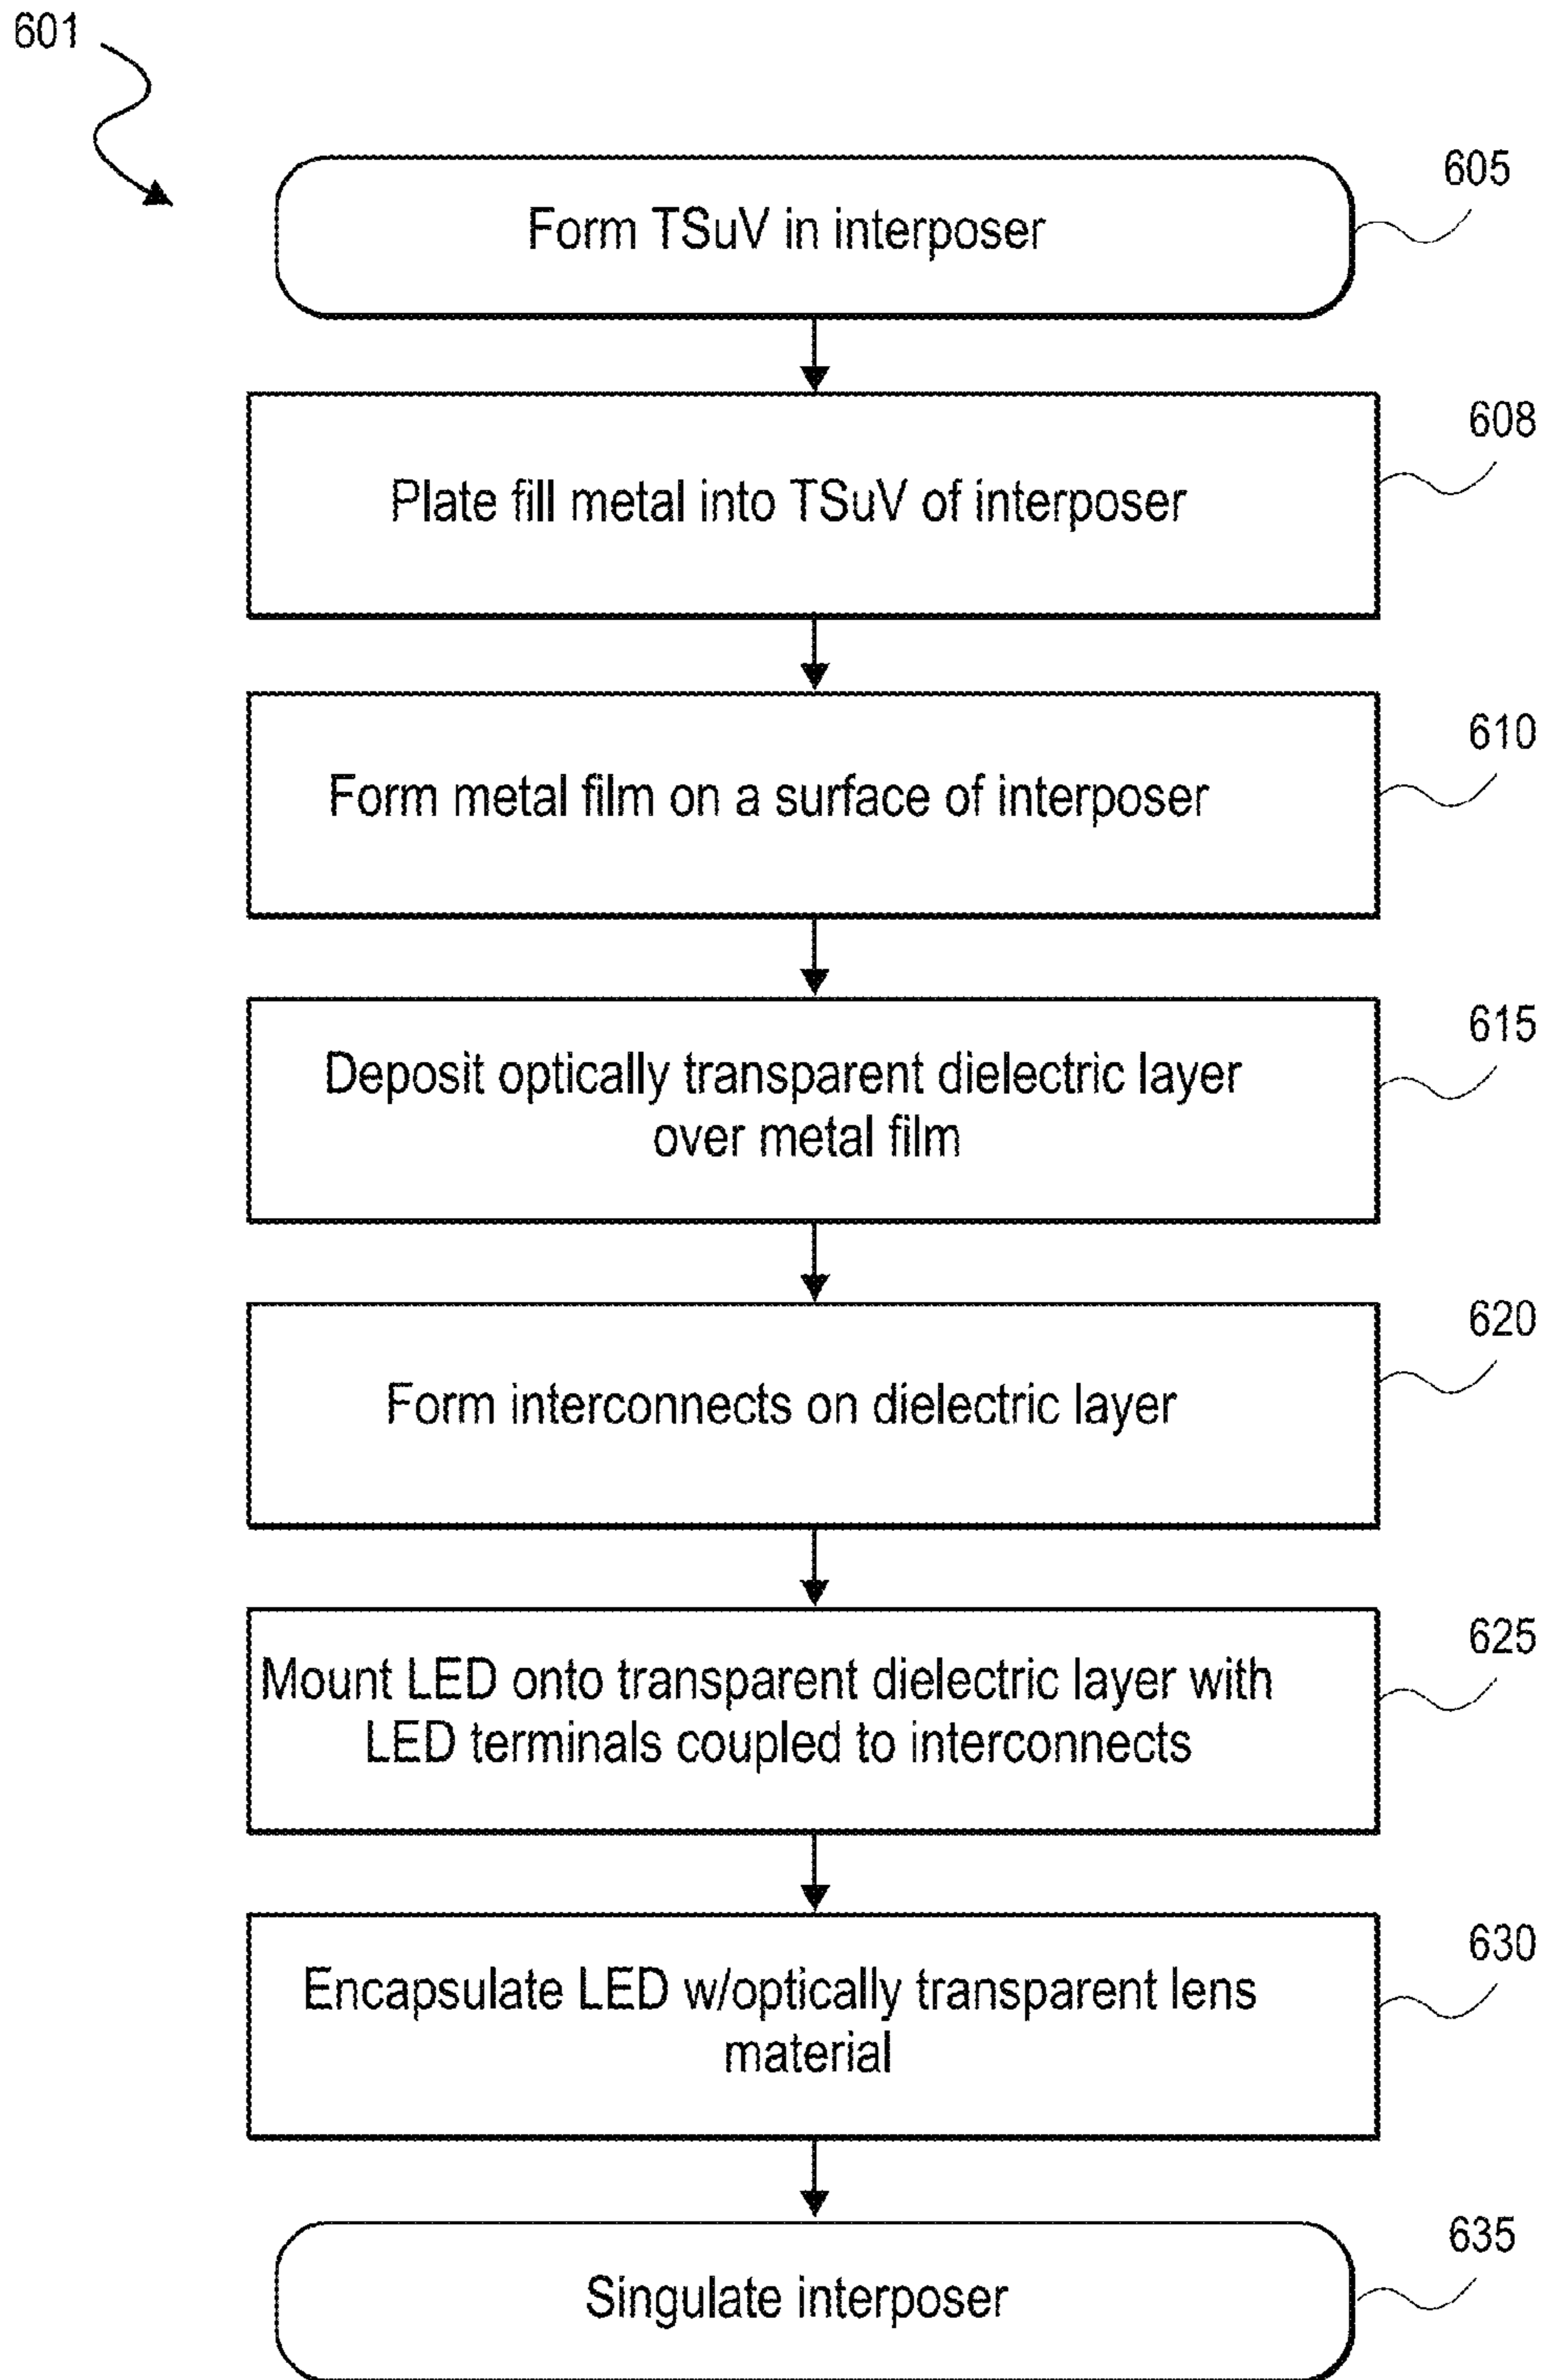 601
605
Form TSuV in interposer
608
Plate fill metal into TSuV of interposer
610
Form metal film on a surface of interposer
615
Deposit optically transparent dielectric layer
over metal film
620
Form interconnects on dielectric layer
625
Mount LED onto transparent dielectric layer with
LED terminals coupled to interconnects
630
Encapsulate LED w/optically transparent lens
material
635
Singulate interposer